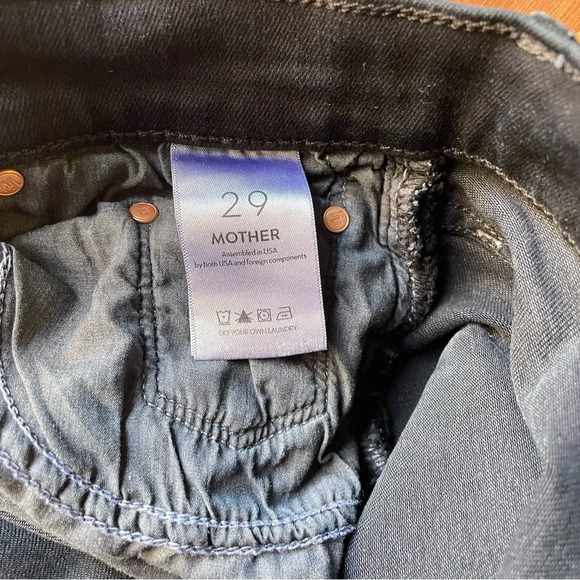 29
MOTHER
Assembled in USA
by both USA and foreign components
DO YOUR OWN LAUNDRY